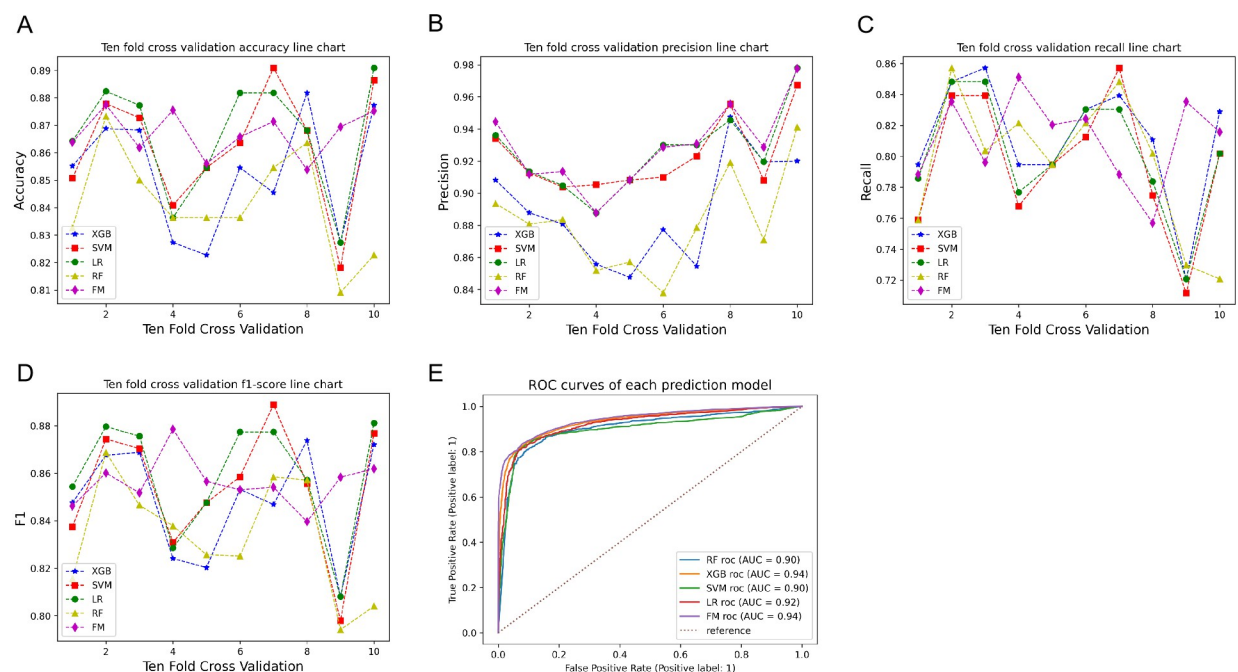 A
Ten fold cross validation accuracy line chart
Accuracy
0.89
0.88
0.87
0.86
0.85
0.84
0.83
0.82
0.81
XGB
SVM
LR
RF
FM
2 4 6 8 10
Ten Fold Cross Validation
B
Ten fold cross validation precision line chart
Precision
0.98
0.96
0.94
0.92
0.90
0.88
0.86
0.84
XGB
SVM
LR
RF
FM
2 4 6 8 10
Ten Fold Cross Validation
C
Ten fold cross validation recall line chart
Recall
0.86
0.84
0.82
0.80
0.78
0.76
0.74
0.72
XGB
SVM
LR
RF
FM
2 4 6 8 10
Ten Fold Cross Validation
D
Ten fold cross validation f1-score line chart
F1
0.88
0.86
0.84
0.82
0.80
XGB
SVM
LR
RF
FM
2 4 6 8 10
Ten Fold Cross Validation
E
ROC curves of each prediction model
True Positive Rate (Positive label: 1)
1.0
0.8
0.6
0.4
0.2
0.0
RF roc (AUC = 0.90)
XGB roc (AUC = 0.94)
SVM roc (AUC = 0.90)
LR roc (AUC = 0.92)
FM roc (AUC = 0.94)
reference
0.0 0.2 0.4 0.6 0.8 1.0
False Positive Rate (Positive label: 1)